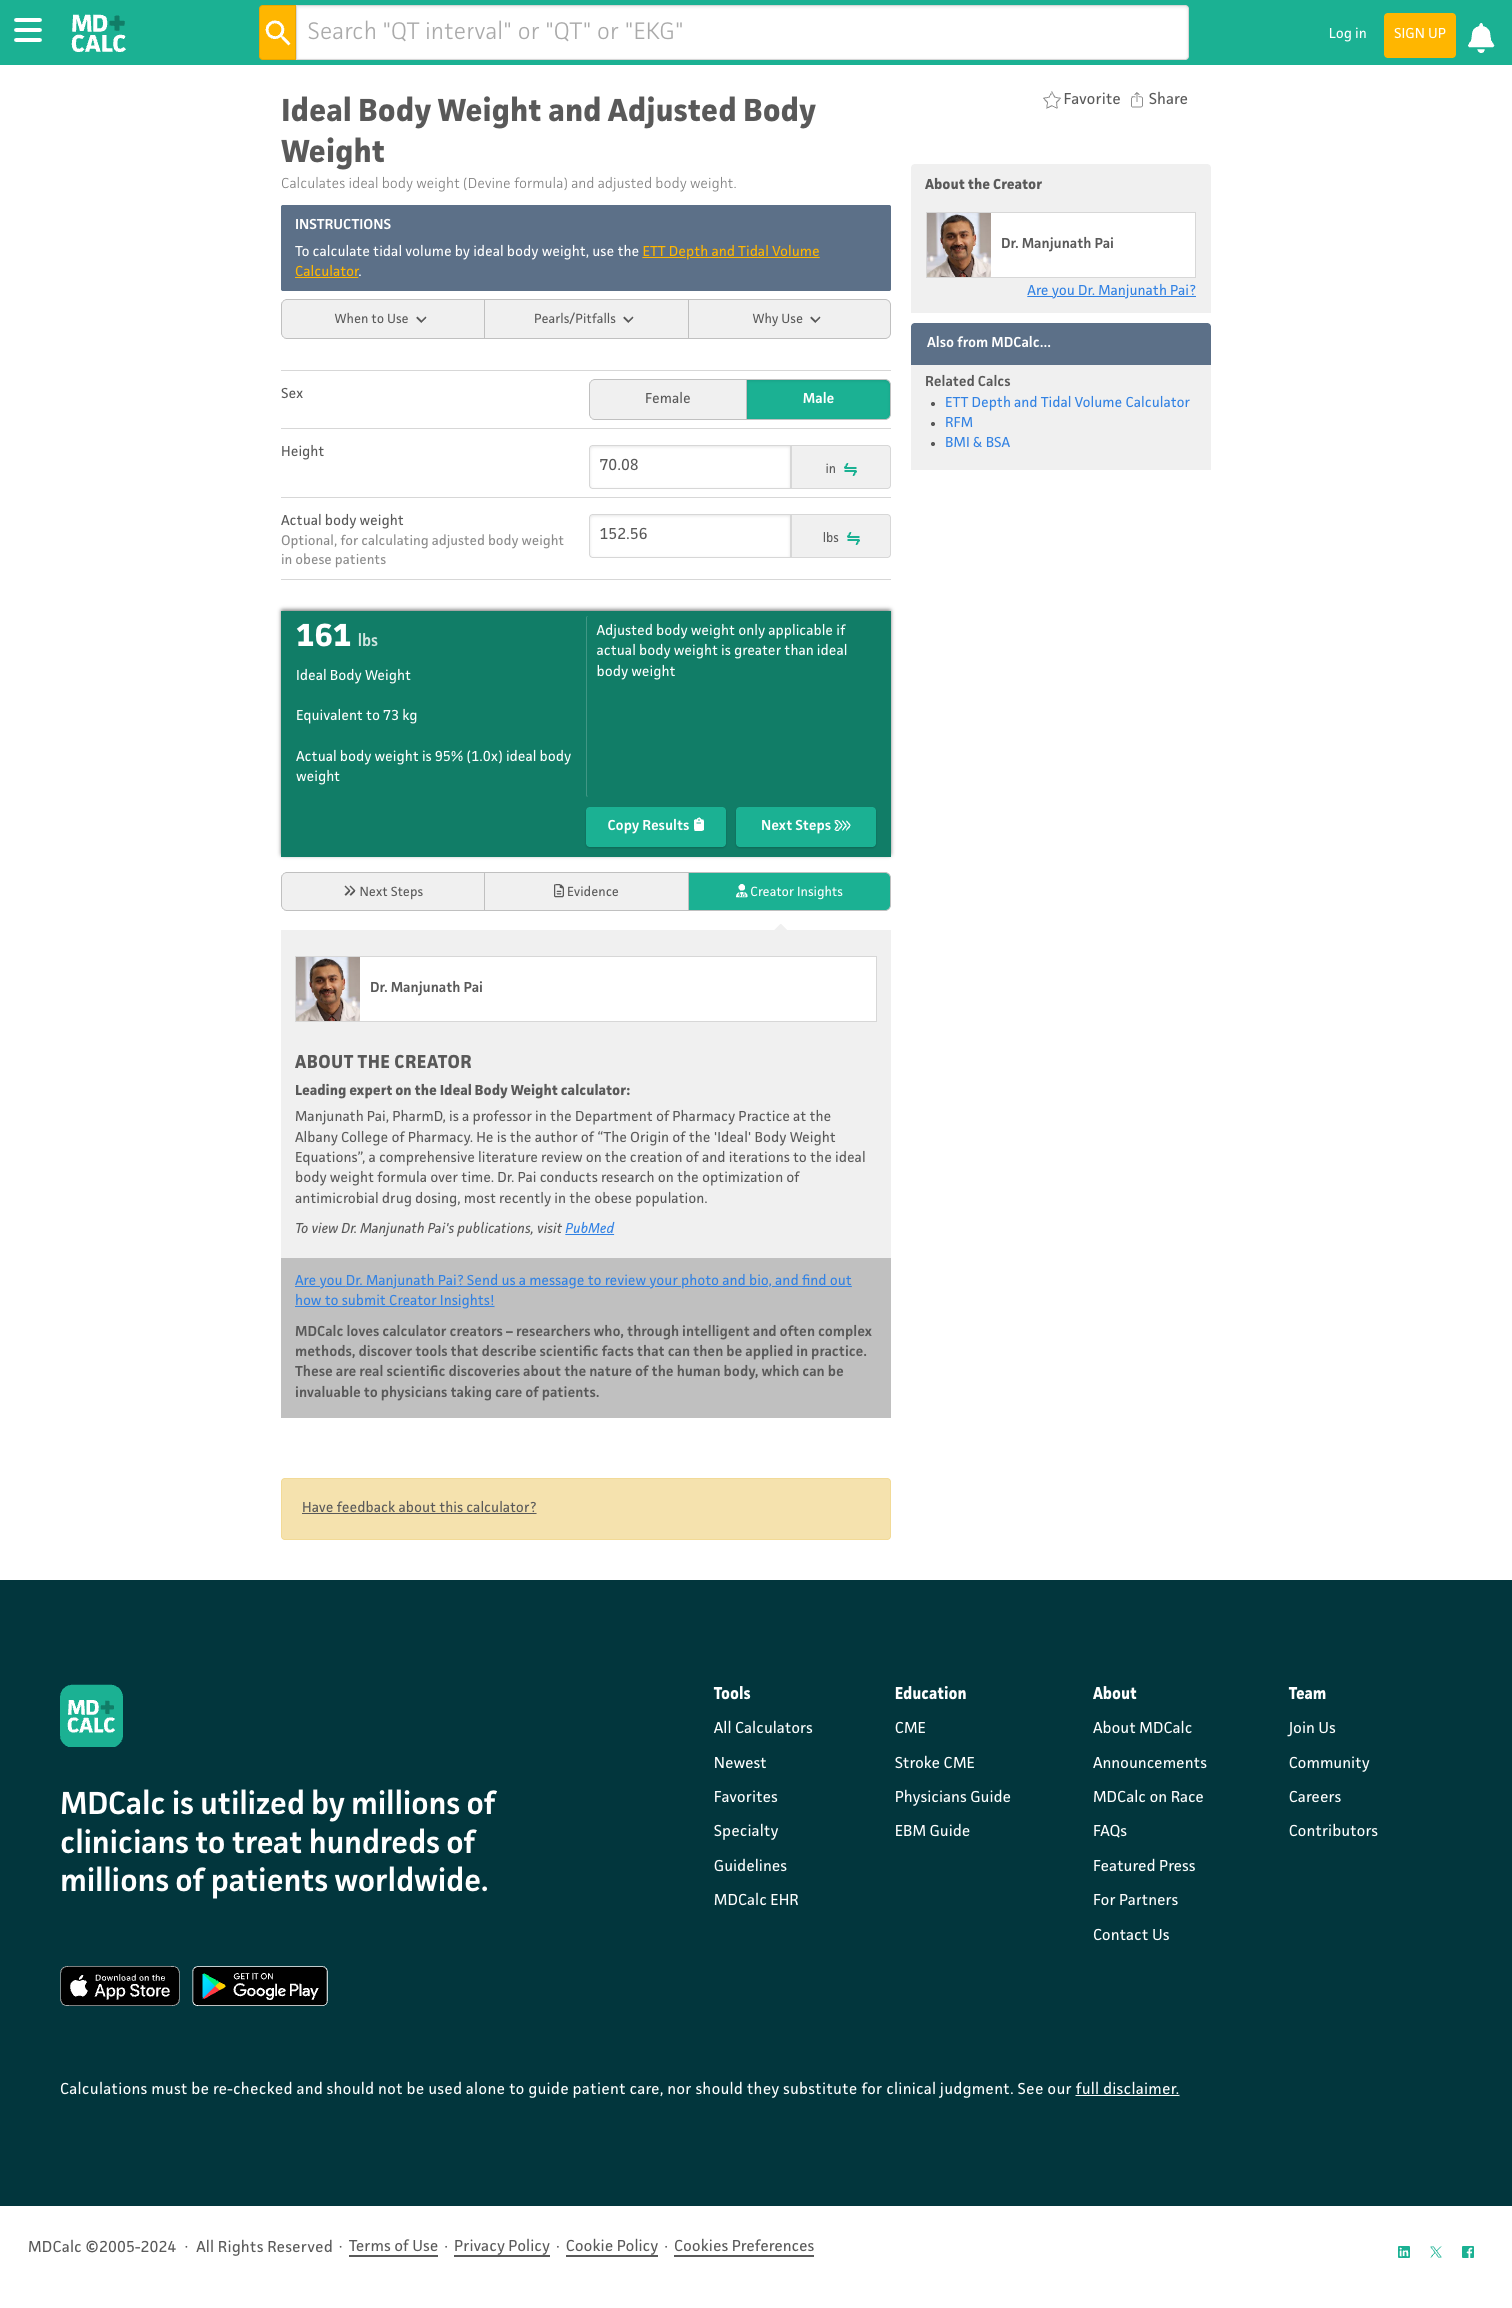 MD+
CALC
Search "QT interval" or "QT" or "EKG"
Log in
SIGN UP
Ideal Body Weight and Adjusted Body
Weight
Calculates ideal body weight (Devine formula) and adjusted body weight.
Favorite
Share
INSTRUCTIONS
To calculate tidal volume by ideal body weight, use the ETT Depth and Tidal Volume
Calculator.
When to Use
Pearls/Pitfalls
Why Use
Sex
Female
Male
Height
70.08
in
Actual body weight
Optional, for calculating adjusted body weight
in obese patients
152.56
lbs
161 lbs
Ideal Body Weight
Equivalent to 73 kg
Actual body weight is 95% (1.0x) ideal body
weight
Adjusted body weight only applicable if
actual body weight is greater than ideal
body weight
Copy Results
Next Steps
Next Steps
Evidence
Creator Insights
Dr. Manjunath Pai
ABOUT THE CREATOR
Leading expert on the Ideal Body Weight calculator:
Manjunath Pai, PharmD, is a professor in the Department of Pharmacy Practice at the
Albany College of Pharmacy. He is the author of “The Origin of the 'Ideal' Body Weight
Equations”, a comprehensive literature review on the creation of and iterations to the ideal
body weight formula over time. Dr. Pai conducts research on the optimization of
antimicrobial drug dosing, most recently in the obese population.
To view Dr. Manjunath Pai's publications, visit PubMed
Are you Dr. Manjunath Pai? Send us a message to review your photo and bio, and find out
how to submit Creator Insights!
MDCalc loves calculator creators – researchers who, through intelligent and often complex
methods, discover tools that describe scientific facts that can then be applied in practice.
These are real scientific discoveries about the nature of the human body, which can be
invaluable to physicians taking care of patients.
Have feedback about this calculator?
About the Creator
Dr. Manjunath Pai
Are you Dr. Manjunath Pai?
Also from MDCalc...
Related Calcs
• ETT Depth and Tidal Volume Calculator
• RFM
• BMI & BSA
MD+
CALC
MDCalc is utilized by millions of
clinicians to treat hundreds of
millions of patients worldwide.
Download on the
App Store
GET IT ON
Google Play
Tools
All Calculators
Newest
Favorites
Specialty
Guidelines
MDCalc EHR
Education
CME
Stroke CME
Physicians Guide
EBM Guide
About
About MDCalc
Announcements
MDCalc on Race
FAQs
Featured Press
For Partners
Contact Us
Team
Join Us
Community
Careers
Contributors
Calculations must be re-checked and should not be used alone to guide patient care, nor should they substitute for clinical judgment. See our full disclaimer.
MDCalc ©2005-2024 · All Rights Reserved · Terms of Use · Privacy Policy · Cookie Policy · Cookies Preferences